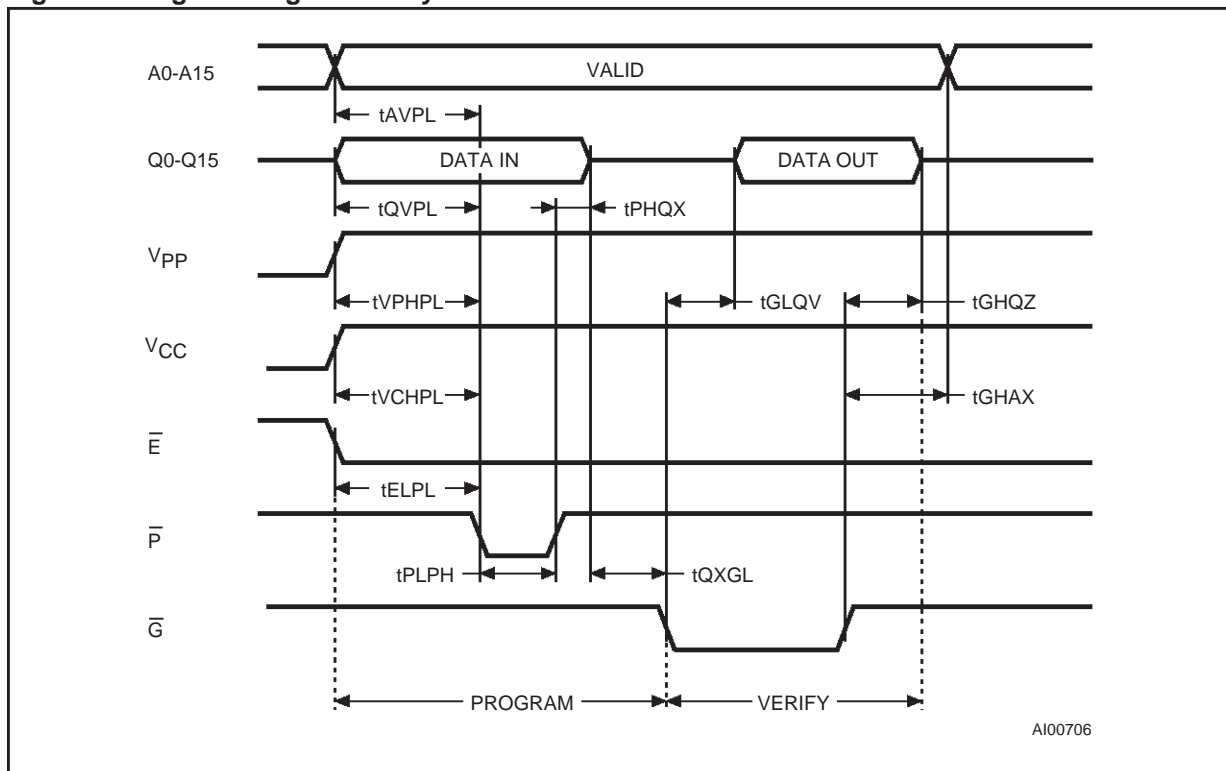 A0-A15
VALID
tAVPL
Q0-Q15
DATA IN
DATA OUT
tQVPL
tPHQX
VPP
tVPHPL
tGLQV
tGHQZ
VCC
tVCHPL
tGHAX
E̅
tELPL
P̅
tPLPH
tQXGL
G̅
PROGRAM
VERIFY
AI00706